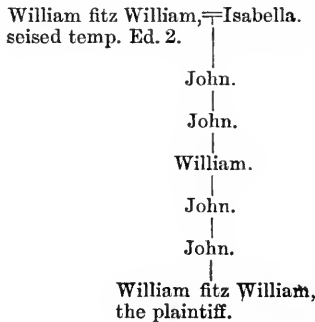 William fitz William,╤Isabella.
seised temp. Ed. 2.
John.
John.
William.
John.
John.
William fitz William,
the plaintiff.